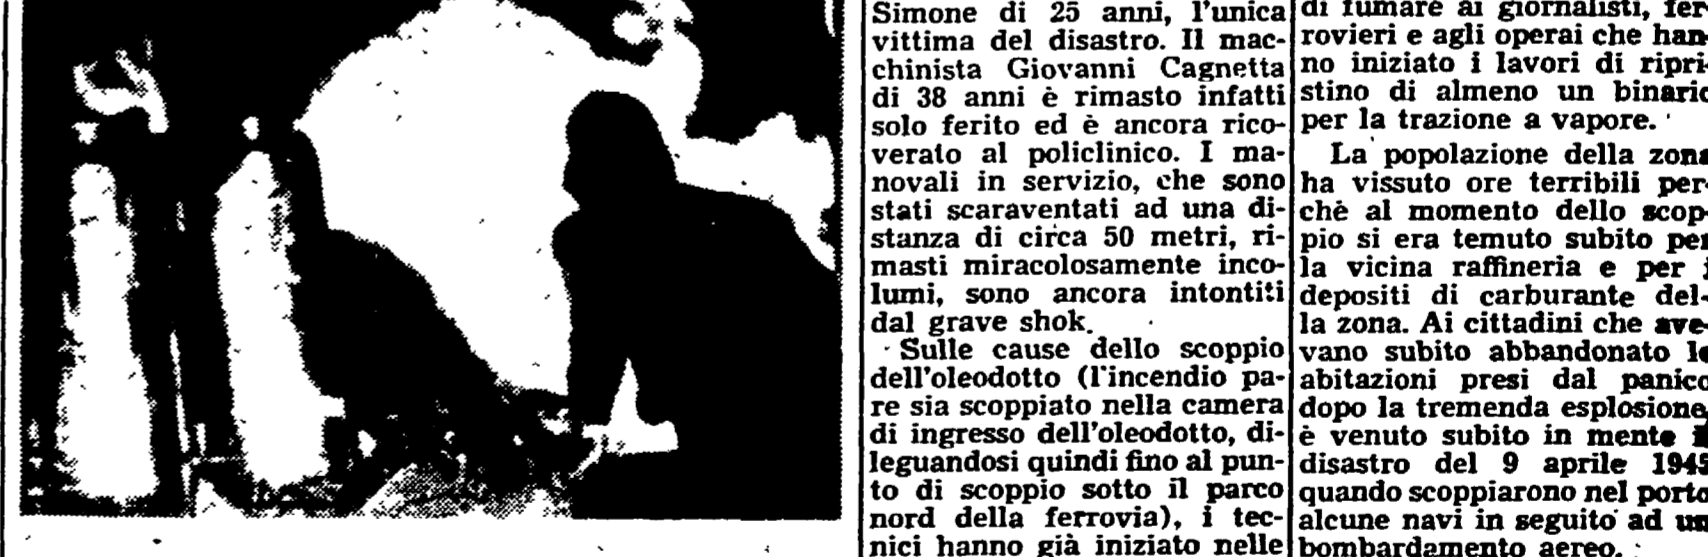 Simone di 25 anni, l'unica
vittima del disastro. Il mac-
chinista Giovanni Cagnetta
di 38 anni è rimasto infatti
solo ferito ed è ancora rico-
verato al policlinico. I ma-
novali in servizio, che sono
stati scaraventati ad una di-
stanza di circa 50 metri, ri-
masti miracolosamente inco-
lumi, sono ancora intontiti
dal grave shok.
Sulle cause dello scoppio
dell'oleodotto (l'incendio pa-
re sia scoppiato nella camera
di ingresso dell'oleodotto, di-
leguandosi quindi fino al pun-
to di scoppio sotto il parco
nord della ferrovia), i tec-
nici hanno già iniziato nelle
di fumare ai giornalisti, fer-
rovieri e agli operai che han-
no iniziato i lavori di ripri-
stino di almeno un binario
per la trazione a vapore.
La popolazione della zona
ha vissuto ore terribili per-
chè al momento dello scop-
pio si era temuto subito per
la vicina raffineria e per i
depositi di carburante del-
la zona. Ai cittadini che ave-
vano subito abbandonato le
abitazioni presi dal panico
dopo la tremenda esplosione
è venuto subito in mente il
disastro del 9 aprile 1945
quando scoppiarono nel porto
alcune navi in seguito ad un
bombardamento aereo.